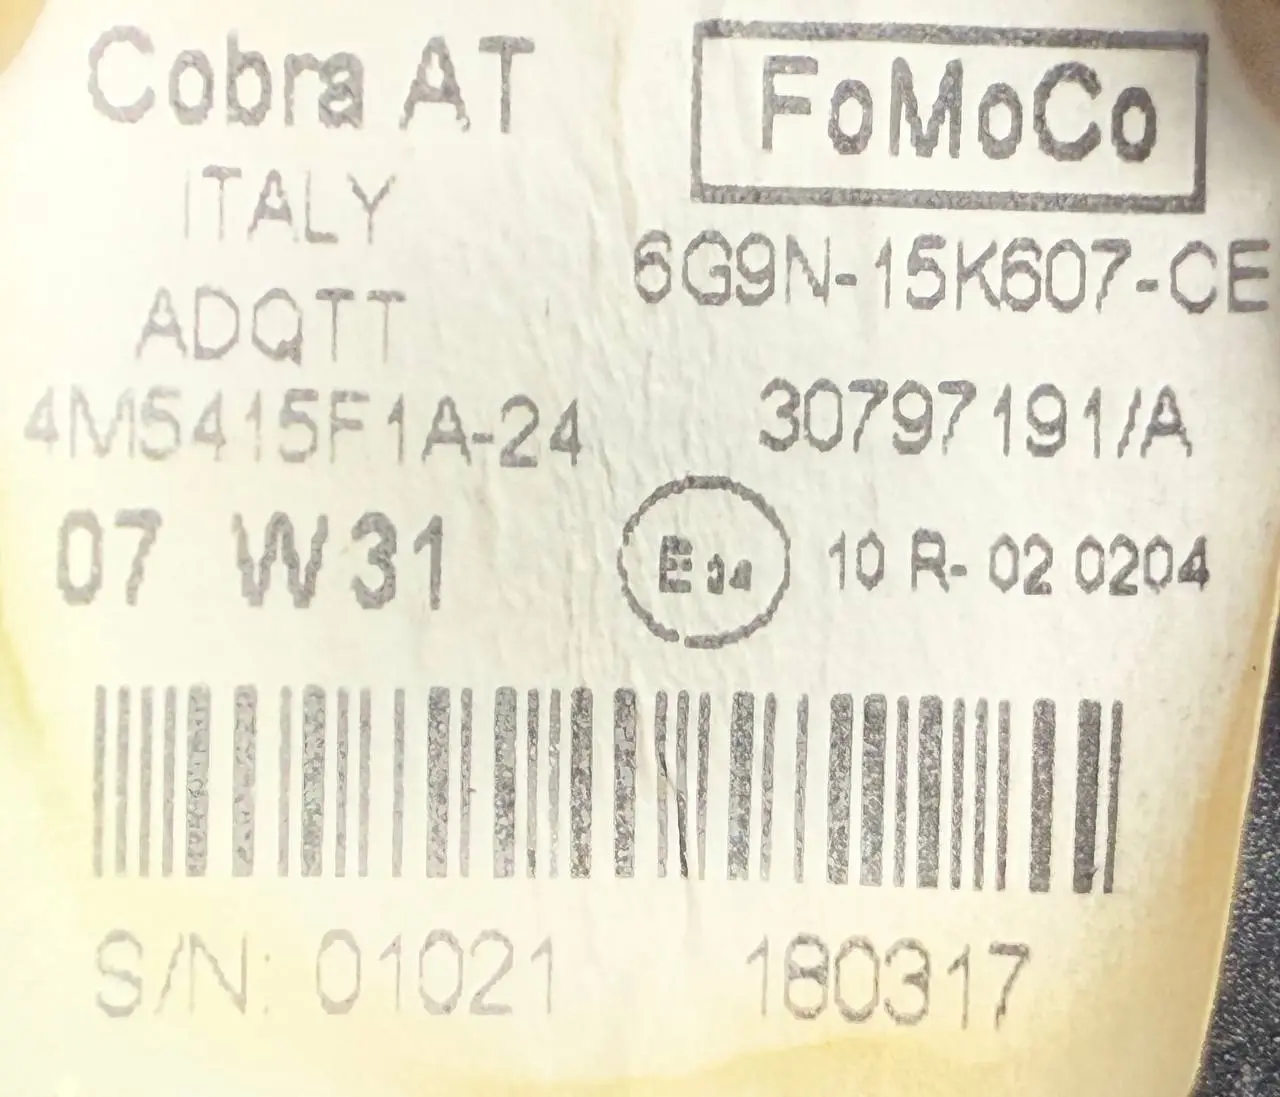 Cobra AT
ITALY
ADQTT
4M5415F1A-24
07 W31
FoMoCo
6G9N-15K607-CE
30797191/A
E 10 R- 02 0204
S/N: 01021 180317